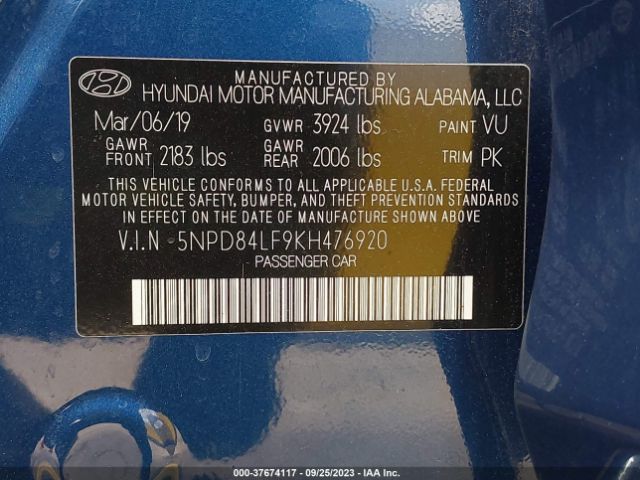 MANUFACTURED BY
HYUNDAI MOTOR MANUFACTURING ALABAMA, LLC
Mar/06/19 GVWR 3924 lbs PAINT VU
GAWR FRONT 2183 lbs GAWR REAR 2006 lbs TRIM PK
THIS VEHICLE CONFORMS TO ALL APPLICABLE U.S.A. FEDERAL
MOTOR VEHICLE SAFETY, BUMPER, AND THEFT PREVENTION STANDARDS
IN EFFECT ON THE DATE OF MANUFACTURE SHOWN ABOVE.
V.I.N 5NPD84LF9KH476920
PASSENGER CAR
000-37674117 - 09/25/2023 - IAA Inc.